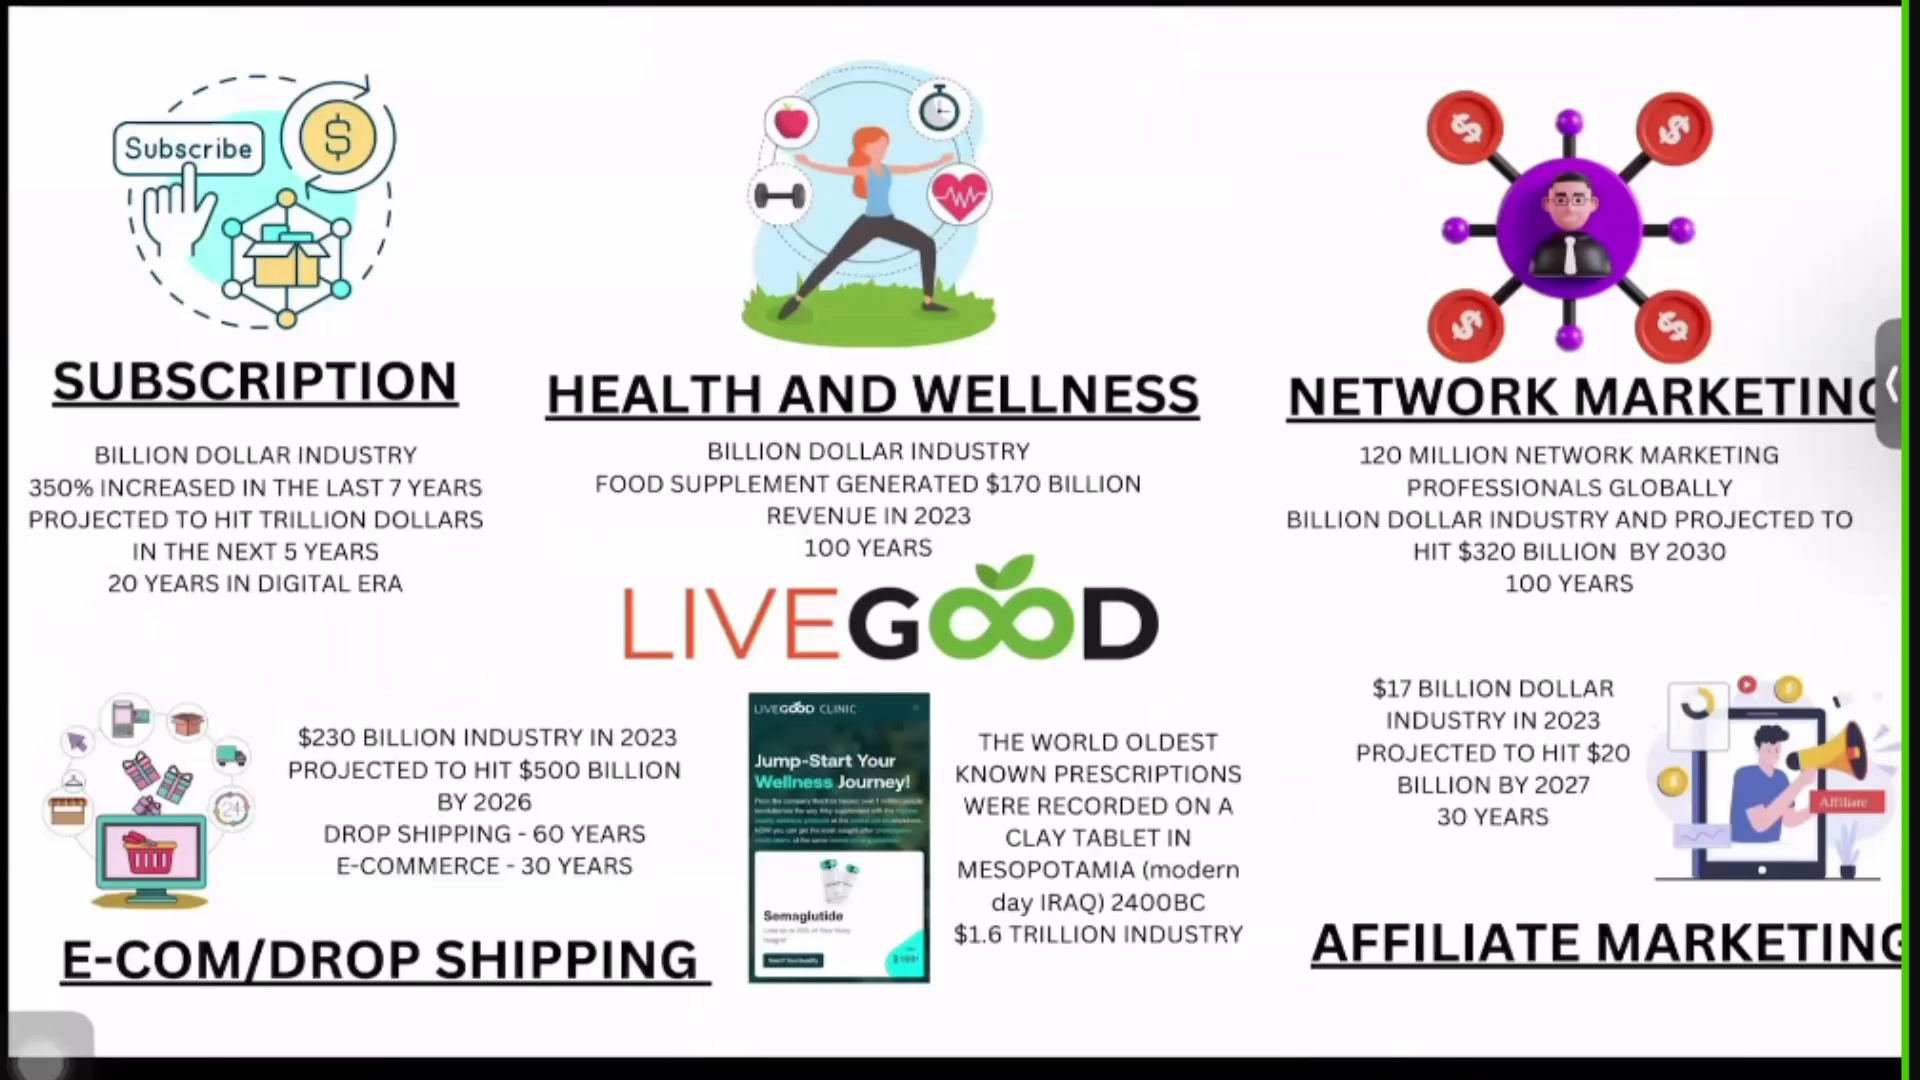 Subscribe
SUBSCRIPTION
BILLION DOLLAR INDUSTRY
350% INCREASED IN THE LAST 7 YEARS
PROJECTED TO HIT TRILLION DOLLARS
IN THE NEXT 5 YEARS
20 YEARS IN DIGITAL ERA
HEALTH AND WELLNESS
BILLION DOLLAR INDUSTRY
FOOD SUPPLEMENT GENERATED $170 BILLION
REVENUE IN 2023
100 YEARS
NETWORK MARKETING
120 MILLION NETWORK MARKETING
PROFESSIONALS GLOBALLY
BILLION DOLLAR INDUSTRY AND PROJECTED TO
HIT $320 BILLION BY 2030
100 YEARS
LIVEGOOD
24
$230 BILLION INDUSTRY IN 2023
PROJECTED TO HIT $500 BILLION
BY 2026
DROP SHIPPING - 60 YEARS
E-COMMERCE - 30 YEARS
E-COM/DROP SHIPPING
LIVEGOOD CLINIC
Jump-Start Your
Wellness Journey!
Semaglutide
THE WORLD OLDEST
KNOWN PRESCRIPTIONS
WERE RECORDED ON A
CLAY TABLET IN
MESOPOTAMIA (modern
day IRAQ) 2400BC
$1.6 TRILLION INDUSTRY
$17 BILLION DOLLAR
INDUSTRY IN 2023
PROJECTED TO HIT $20
BILLION BY 2027
30 YEARS
Affiliate
AFFILIATE MARKETING